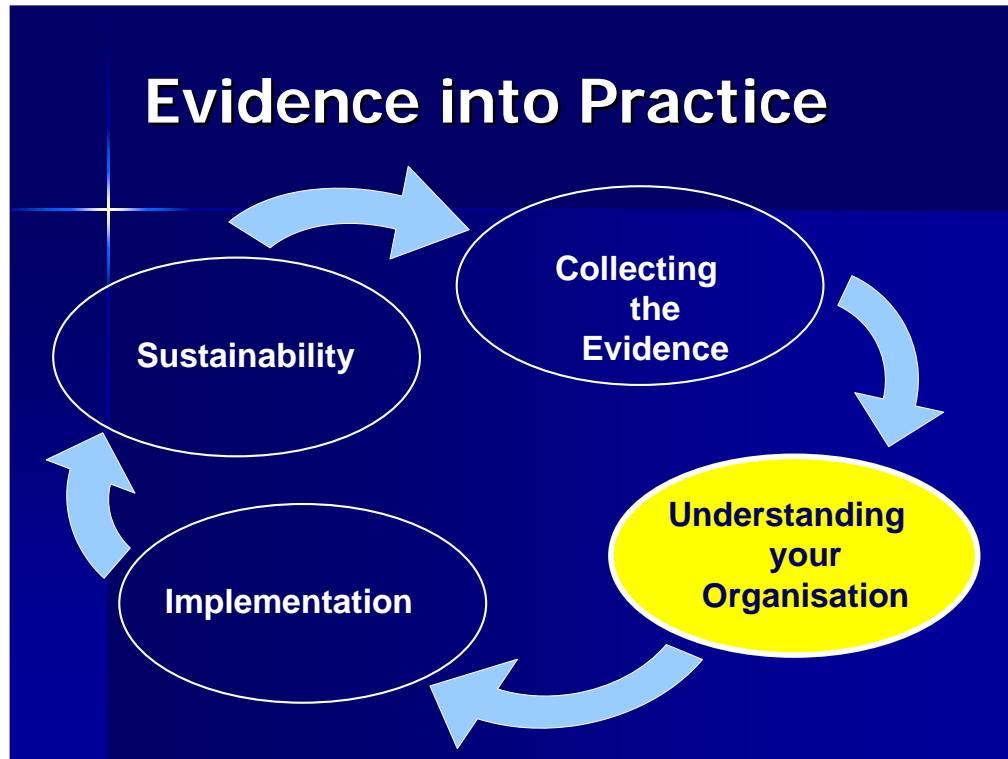 Evidence into Practice
Collecting
the
Evidence
Sustainability
Understanding
your
Organisation
Implementation